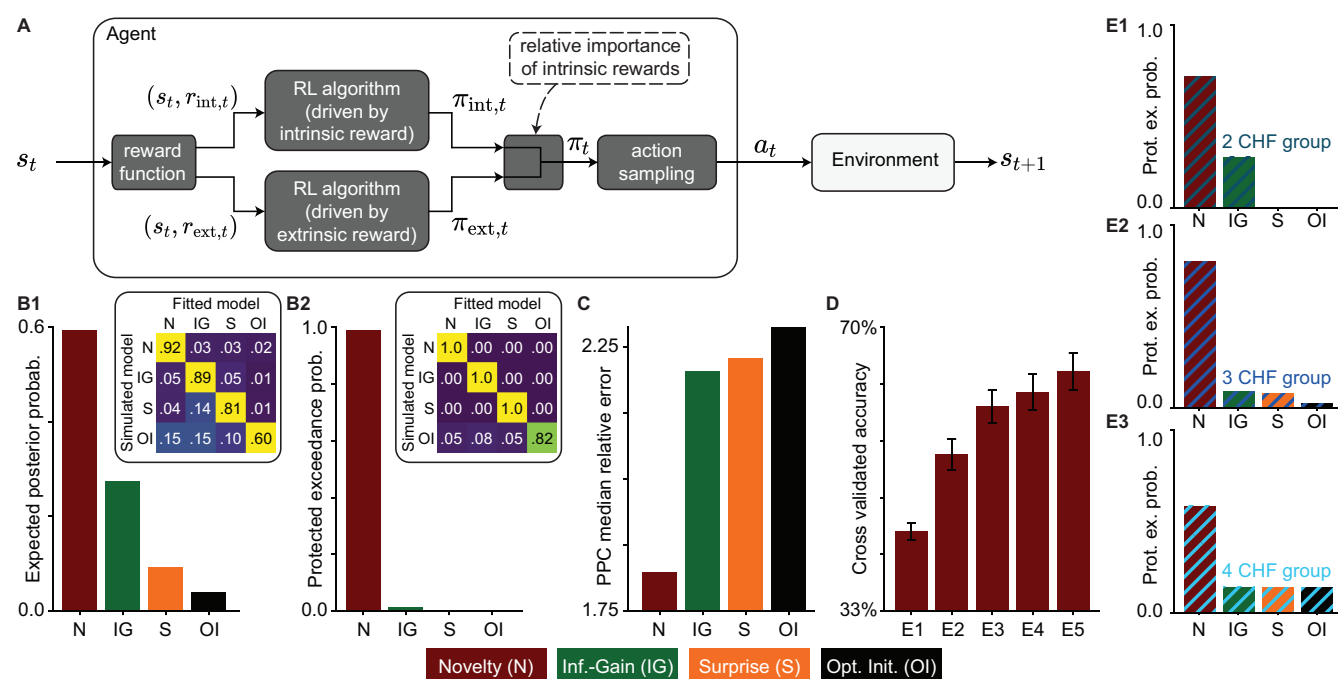 A
Agent
relative importance
of intrinsic rewards
(s_t, r_int,t)
RL algorithm
(driven by
intrinsic reward)
π_int,t
s_t
reward
function
π_t
action
sampling
a_t
Environment
s_t+1
(s_t, r_ext,t)
RL algorithm
(driven by
extrinsic reward)
π_ext,t
E1
1.0
Prot. ex. prob.
2 CHF group
0.0
N IG S OI
E2
1.0
Prot. ex. prob.
3 CHF group
0.0
N IG S OI
E3
1.0
Prot. ex. prob.
4 CHF group
0.0
N IG S OI
B1
0.6
Expected posterior probab.
0.0
N IG S OI
Fitted model
N IG S OI
Simulated model
N .92 .03 .03 .02
IG .05 .89 .05 .01
S .04 .14 .81 .01
OI .15 .15 .10 .60
B2
1.0
Protected exceedance prob.
0.0
N IG S OI
Fitted model
N IG S OI
Simulated model
N 1.0 .00 .00 .00
IG .00 1.0 .00 .00
S .00 .00 1.0 .00
OI .05 .08 .05 .82
C
2.25
PPC median relative error
1.75
N IG S OI
D
70%
Cross validated accuracy
33%
E1 E2 E3 E4 E5
Novelty (N)
Inf.-Gain (IG)
Surprise (S)
Opt. Init. (OI)